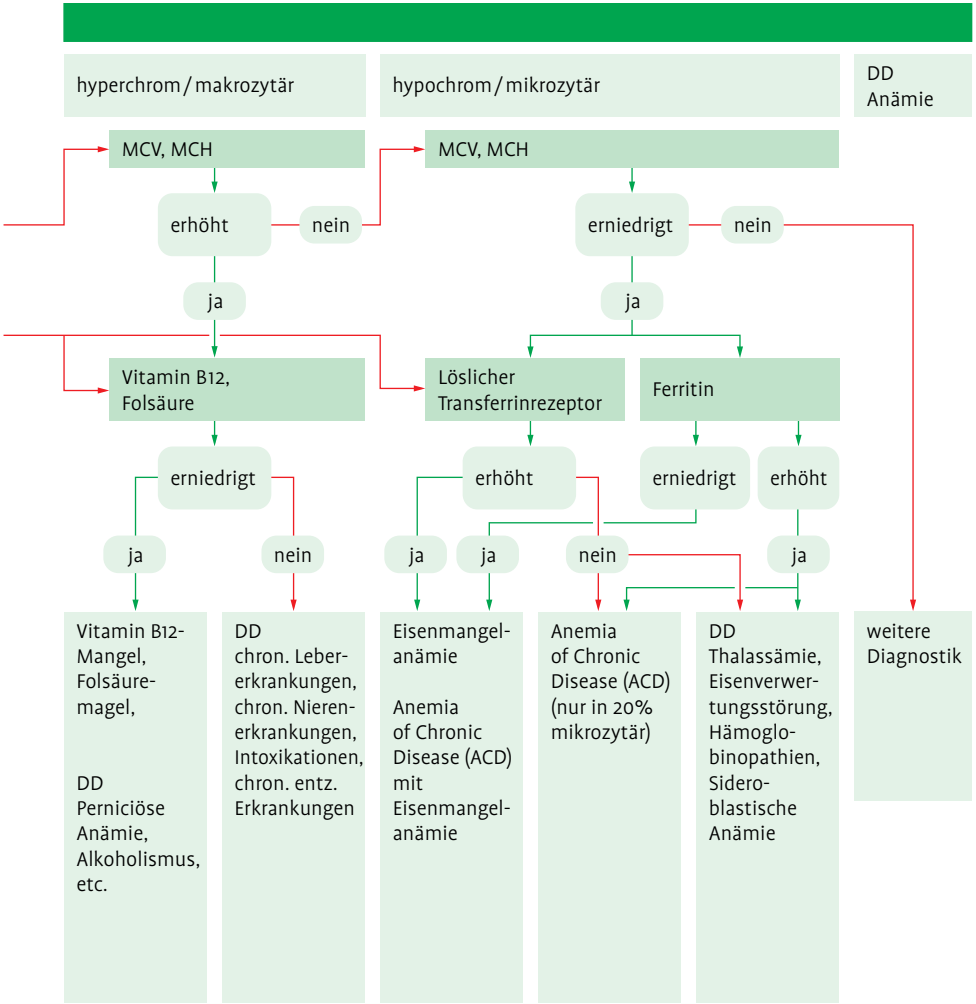 hyperchrom / makrozytär
hypochrom / mikrozytär
DD
Anämie
MCV, MCH
MCV, MCH
erhöht
nein
erniedrigt
nein
ja
ja
Vitamin B12,
Folsäure
Löslicher
Transferrinrezeptor
Ferritin
erniedrigt
erhöht
erniedrigt
erhöht
ja
nein
ja
ja
nein
ja
Vitamin B12-
Mangel,
Folsäure-
magel,
DD
Perniciöse
Anämie,
Alkoholismus,
etc.
DD
chron. Leber-
erkrankungen,
chron. Nieren-
erkrankungen,
Intoxikationen,
chron. entz.
Erkrankungen
Eisenmangel-
anämie
Anemia
of Chronic
Disease (ACD)
mit
Eisenmangel-
anämie
Anemia
of Chronic
Disease (ACD)
(nur in 20%
mikrozytär)
DD
Thalassämie,
Eisenverwer-
tungsstörung,
Hämoglo-
binopathien,
Sidero-
blastische
Anämie
weitere
Diagnostik